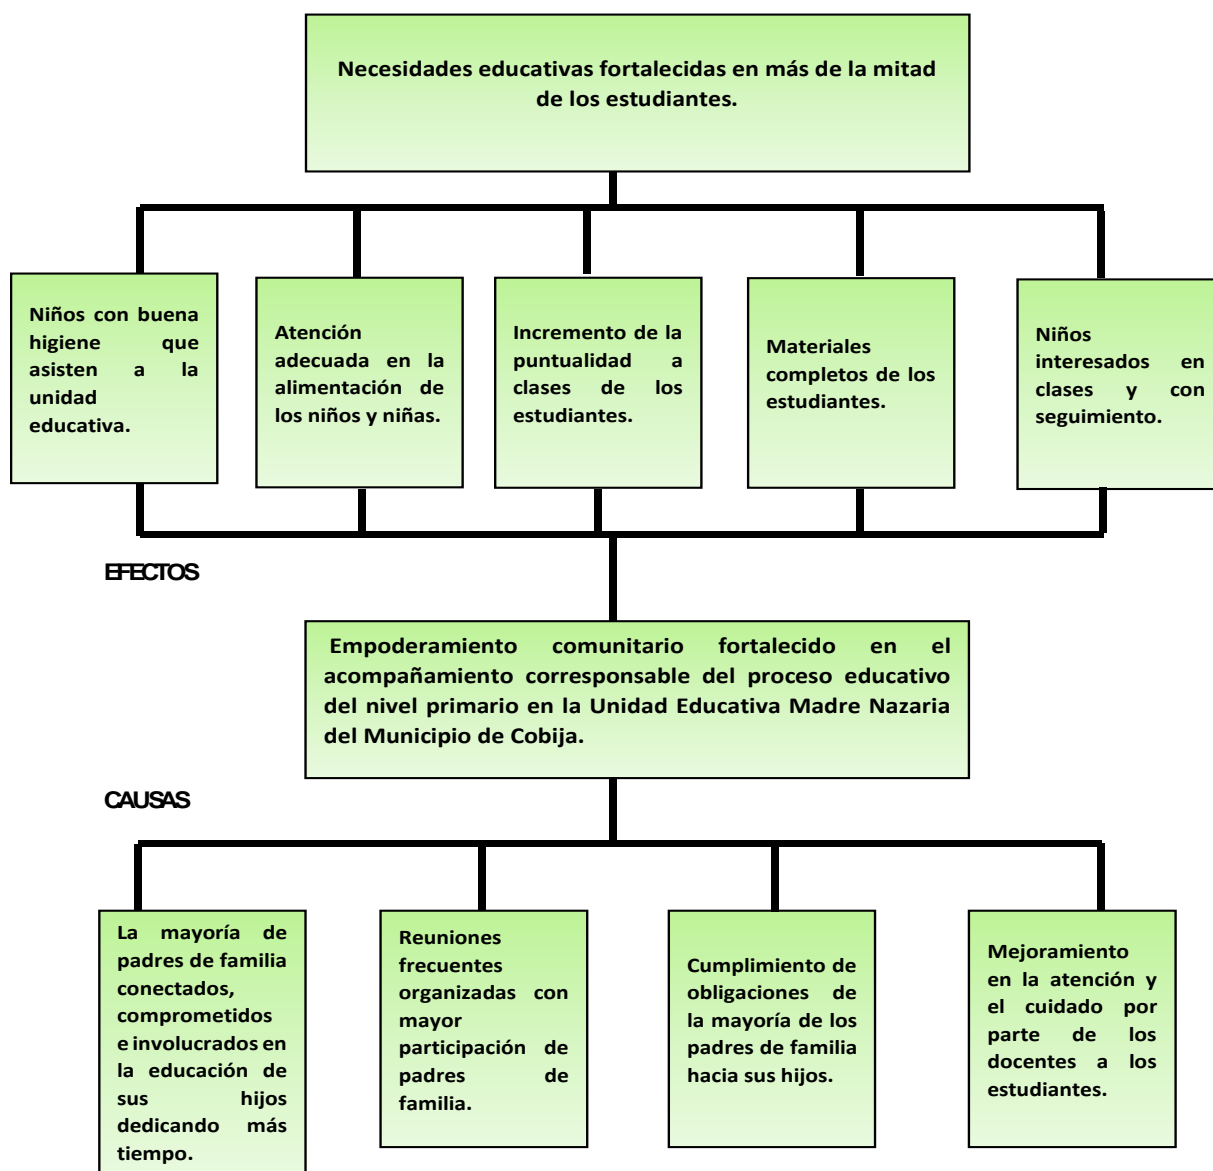 Necesidades educativas fortalecidas en más de la mitad
de los estudiantes.
Niños con buena
higiene que
asisten a la
unidad
educativa.
Atención
adecuada en la
alimentación de
los niños y niñas.
Incremento de la
puntualidad a
clases de los
estudiantes.
Materiales
completos de los
estudiantes.
Niños
interesados en
clases y con
seguimiento.
EFECTOS
Empoderamiento comunitario fortalecido en el
acompañamiento corresponsable del proceso educativo
del nivel primario en la Unidad Educativa Madre Nazaria
del Municipio de Cobija.
CAUSAS
La mayoría de
padres de familia
conectados,
comprometidos
e involucrados en
la educación de
sus hijos
dedicando más
tiempo.
Reuniones
frecuentes
organizadas con
mayor
participación de
padres de
familia.
Cumplimiento de
obligaciones de
la mayoría de los
padres de familia
hacia sus hijos.
Mejoramiento
en la atención y
el cuidado por
parte de los
docentes a los
estudiantes.